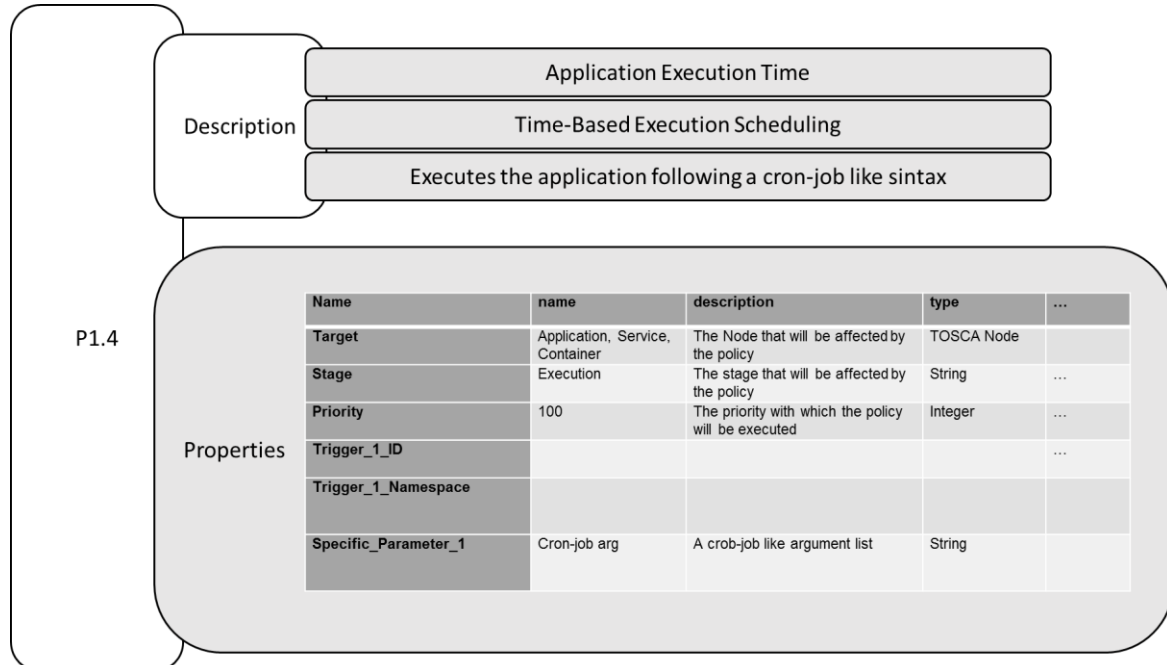 Application Execution Time
Description
Time-Based Execution Scheduling
Executes the application following a cron-job like sintax
P1.4
Properties
Name name description type ...
Target Application, Service, The Node that will be affected by TOSCA Node
Container the policy
Stage Execution The stage that will be affected by String ...
the policy
Priority 100 The priority with which the policy Integer ...
will be executed
Trigger_1_ID ...
Trigger_1_Namespace
Specific_Parameter_1 Cron-job arg A crob-job like argument list String